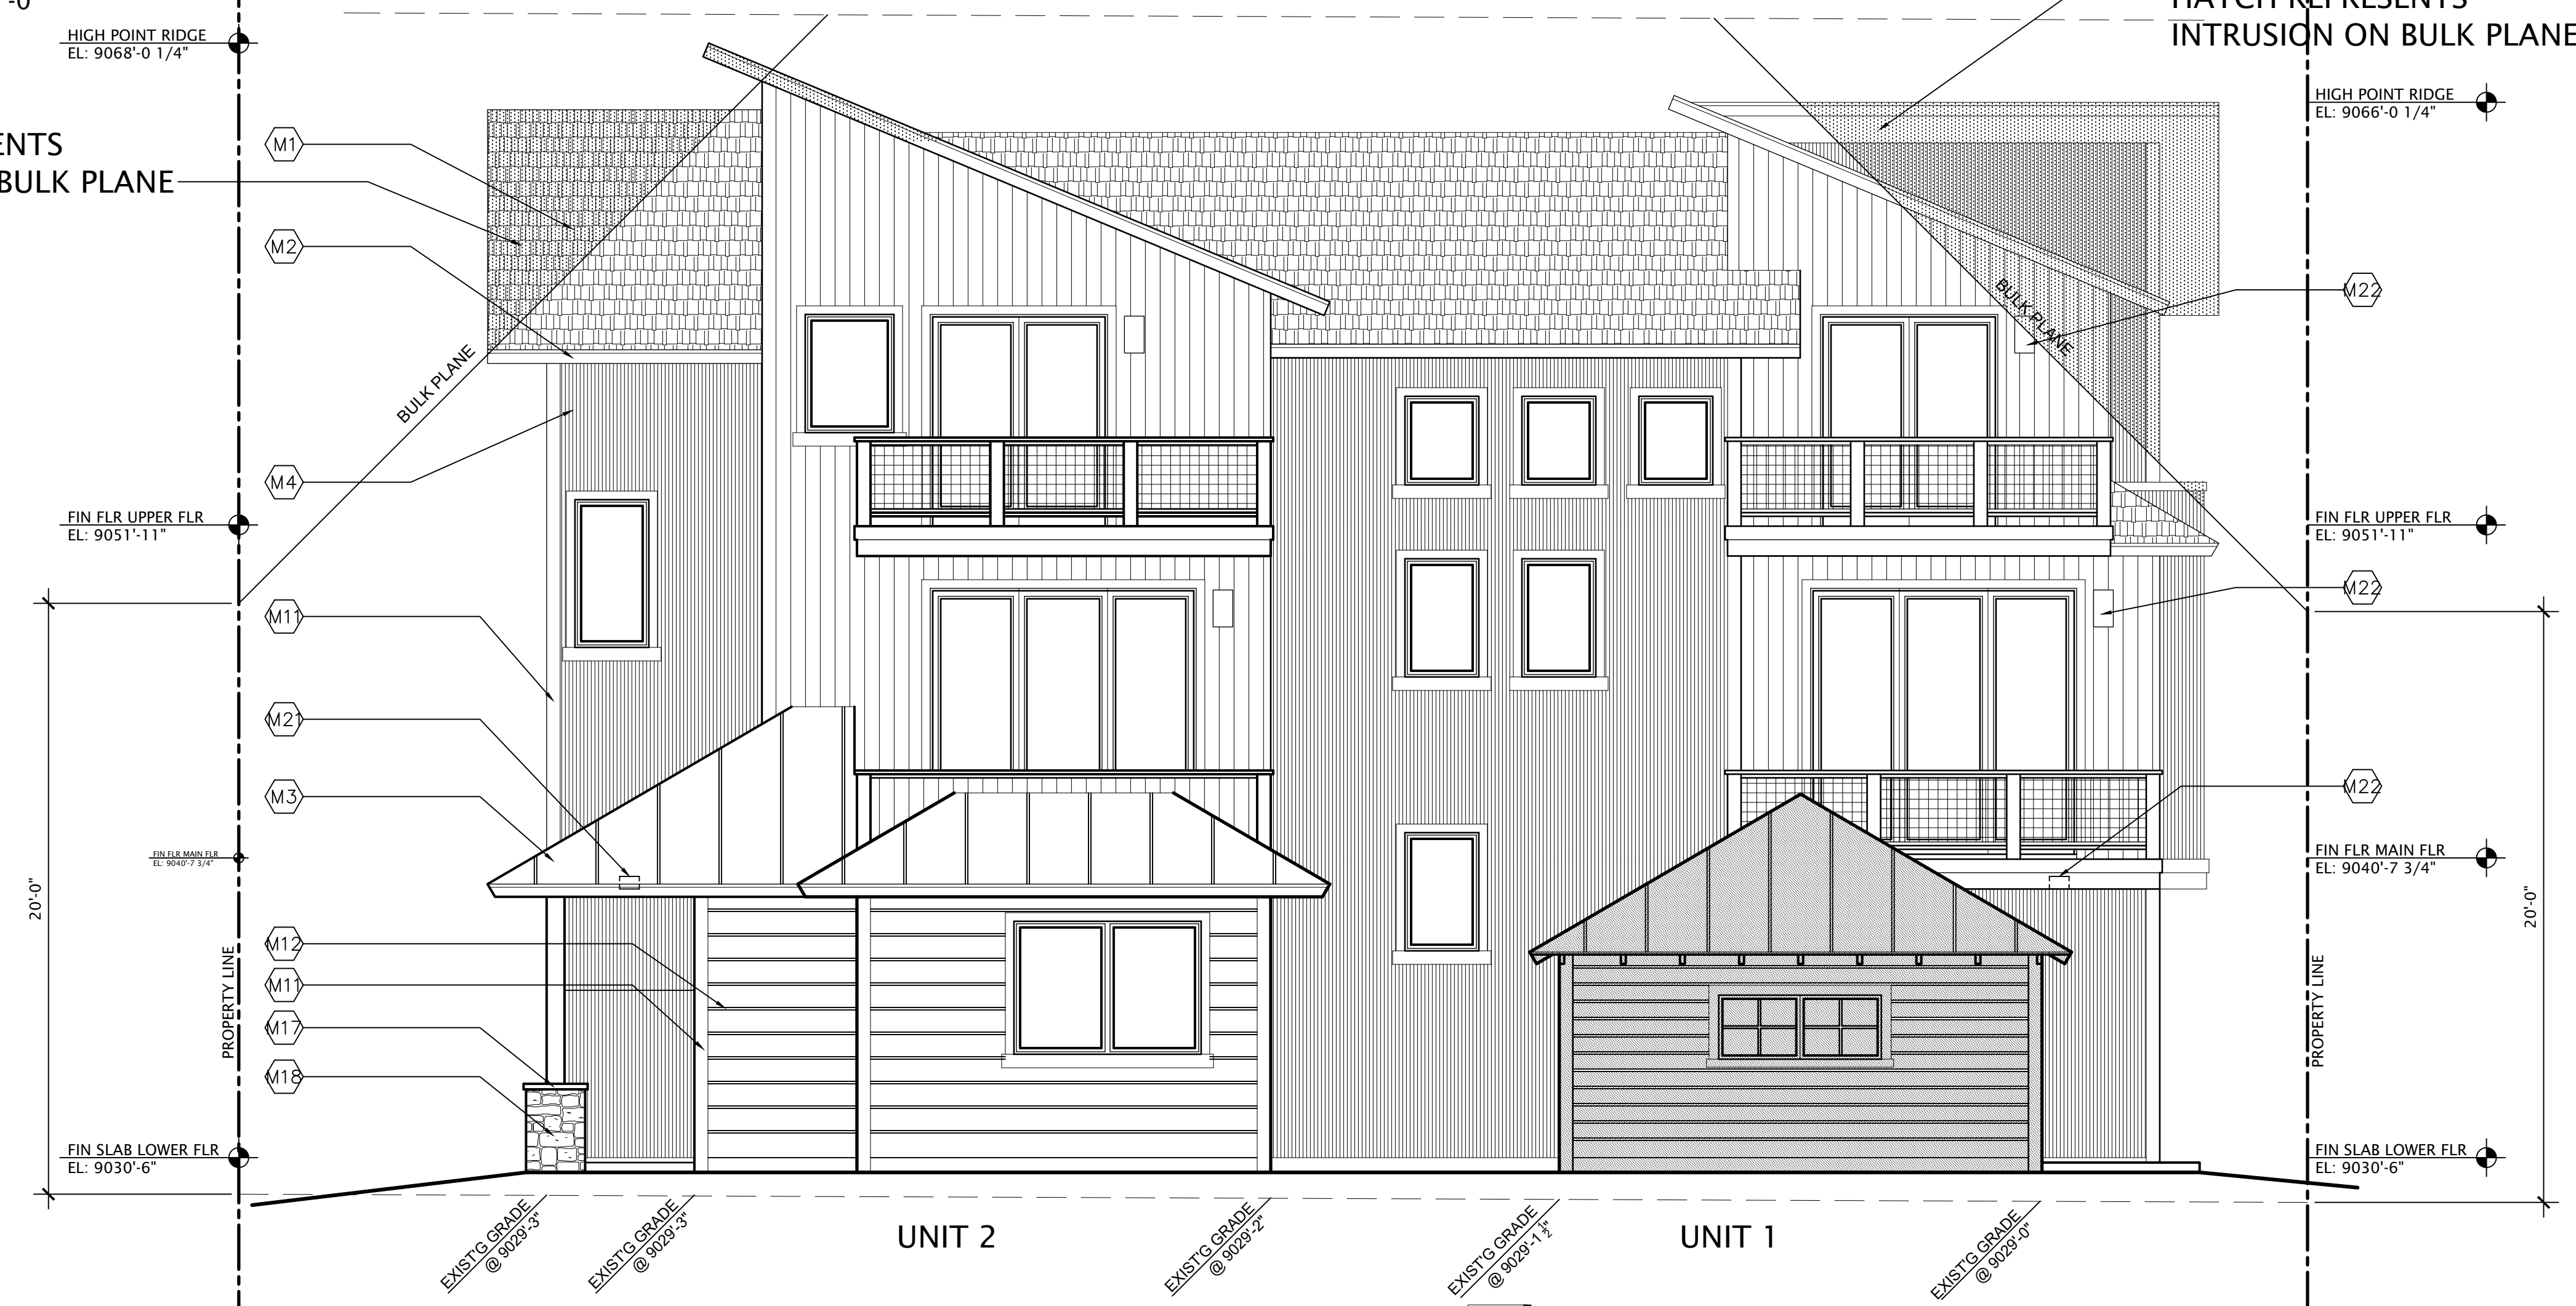 '-0"
HIGH POINT RIDGE
EL: 9068'-0 1/4"
INTRUSION ON BULK PLANE
HIGH POINT RIDGE
EL: 9066'-0 1/4"
BULK PLANE
M1
M2
M4
M11
M21
M3
M12
M11
M17
M18
BULK PLANE
BULK PLANE
M22
M22
M22
FIN FLR UPPER FLR
EL: 9051'-11"
FIN FLR UPPER FLR
EL: 9051'-11"
FIN FLR MAIN FLR
EL: 9040'-7 3/4"
FIN FLR MAIN FLR
EL: 9040'-7 3/4"
20'-0"
20'-0"
PROPERTY LINE
PROPERTY LINE
FIN SLAB LOWER FLR
EL: 9030'-6"
FIN SLAB LOWER FLR
EL: 9030'-6"
EXIST'G GRADE
@ 9029'-3"
EXIST'G GRADE
@ 9029'-3"
UNIT 2
EXIST'G GRADE
@ 9029'-2"
EXIST'G GRADE
@ 9029'-1 1/2"
UNIT 1
EXIST'G GRADE
@ 9029'-0"